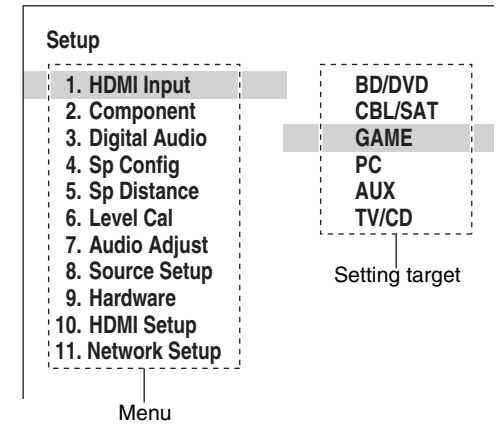 Setup
1. HDMI Input
2. Component
3. Digital Audio
4. Sp Config
5. Sp Distance
6. Level Cal
7. Audio Adjust
8. Source Setup
9. Hardware
10. HDMI Setup
11. Network Setup
Menu
BD/DVD
CBL/SAT
GAME
PC
AUX
TV/CD
Setting target